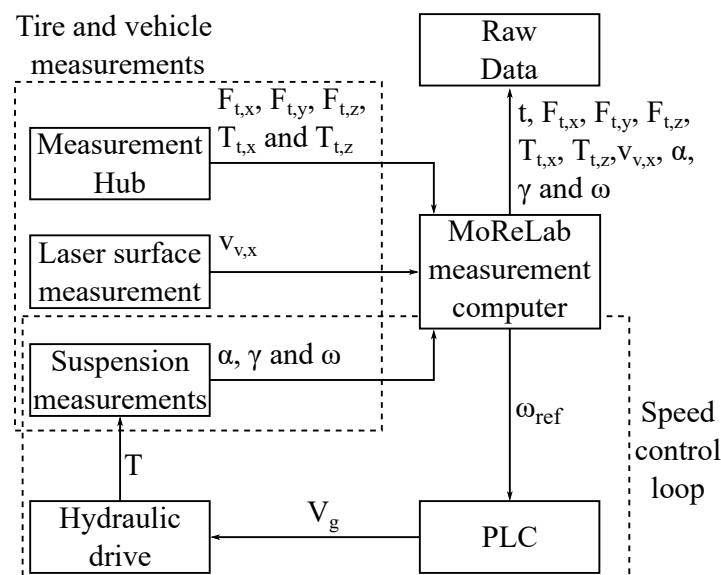 Tire and vehicle
measurements
Raw
Data
F_{t,x}, F_{t,y}, F_{t,z},
T_{t,x} and T_{t,z}
t, F_{t,x}, F_{t,y}, F_{t,z},
T_{t,x}, T_{t,z},v_{v,x}, α,
γ and ω
Measurement
Hub
Laser surface
measurement
v_{v,x}
MoReLab
measurement
computer
Suspension
measurements
α, γ and ω
ω_{ref}
Speed
control
loop
T
Hydraulic
drive
V_g
PLC